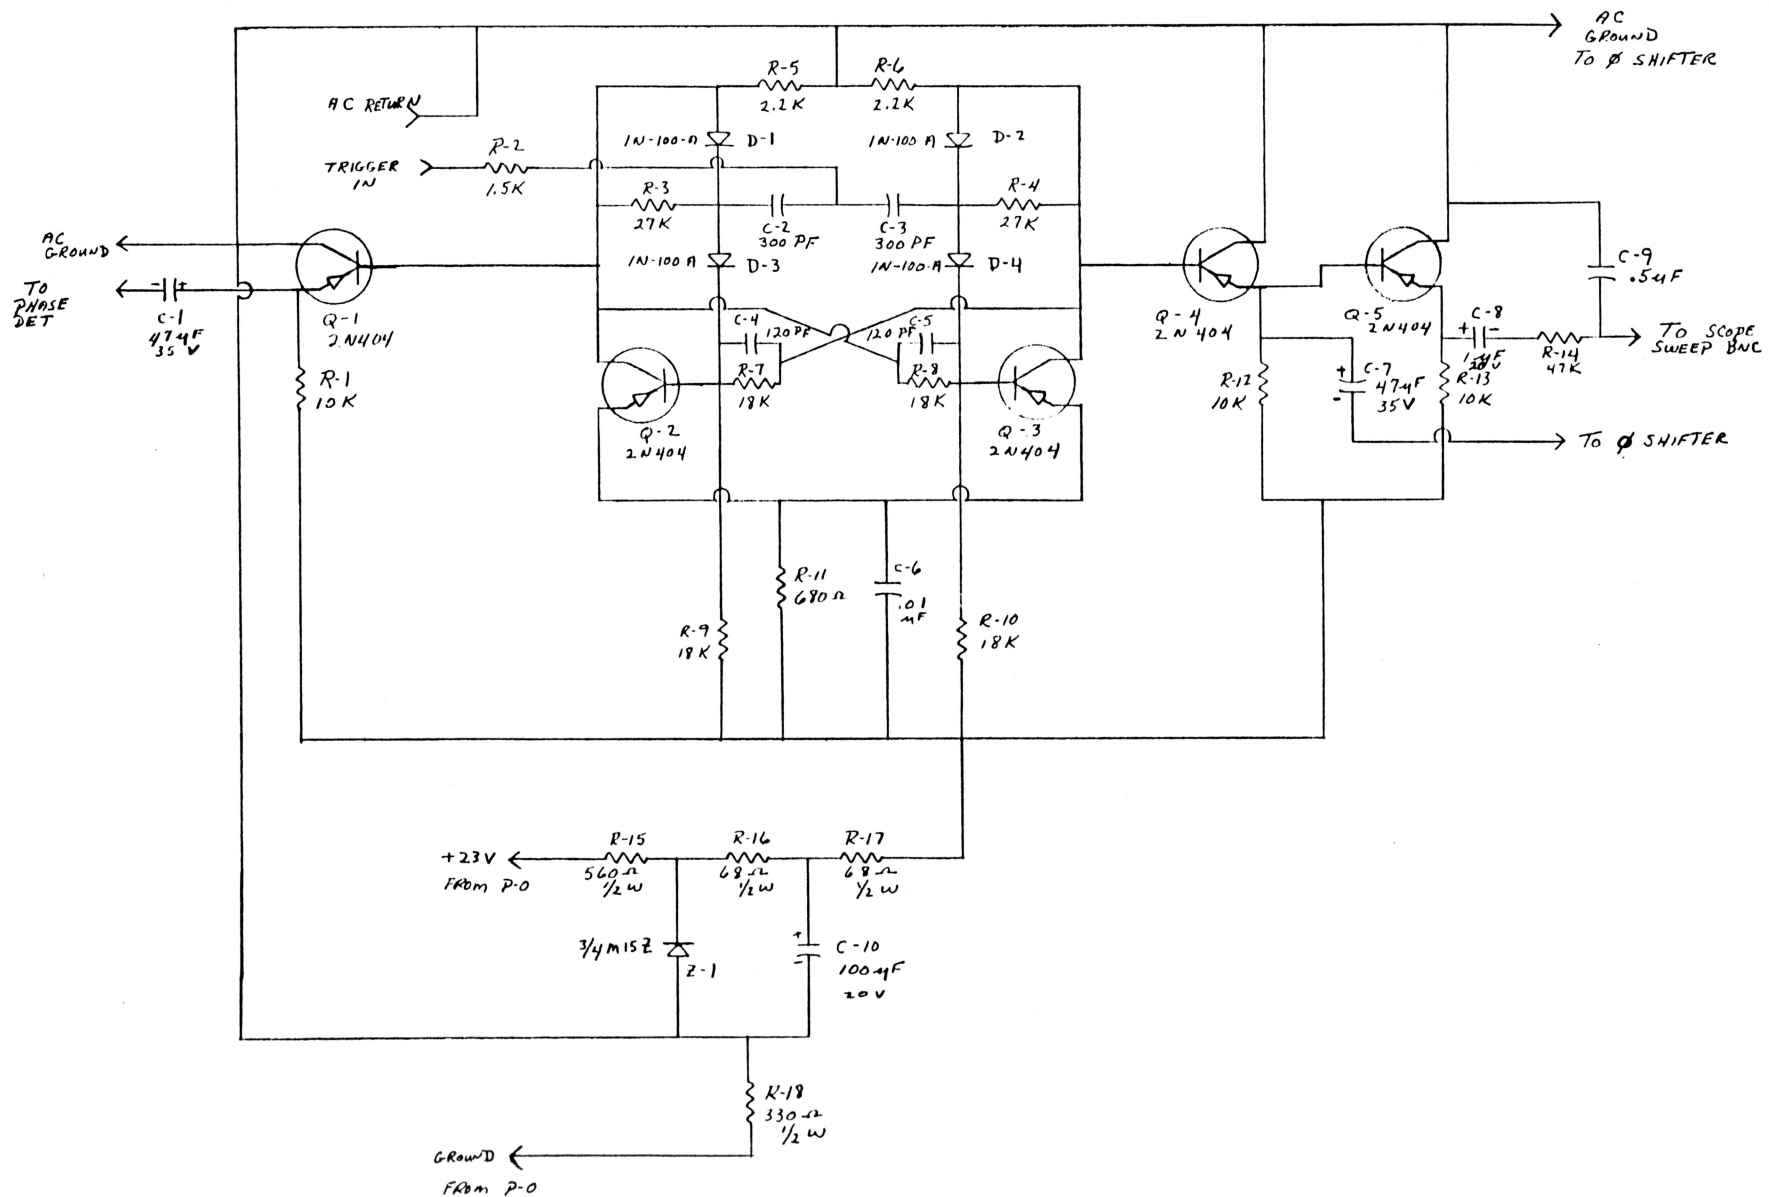 AC
GROUND
TO Ø SHIFTER
R-5
2.2K
R-6
2.2K
AC RETURN
1N-100-A
D-1
1N-100 A
D-2
TRIGGER
IN
R-2
1.5K
R-3
27K
C-2
300 PF
C-3
300 PF
R-4
27K
AC
GROUND
1N-100 A
D-3
1N-100-A
D-4
TO
PHASE
DET
C-1
47µF
35V
Q-1
2N404
R-1
10K
C-4
120 PF
120 PF
C-5
R-7
18K
R-8
18K
Q-2
2N404
Q-3
2N404
Q-4
2N404
Q-5
2N404
C-9
.5µF
C-8
1µF
20V
R-14
47K
TO SCOPE
SWEEP BNC
R-12
10K
C-7
47µF
35V
R-13
10K
TO Ø SHIFTER
R-11
680Ω
C-6
.01
µF
R-9
18K
R-10
18K
+23V
FROM P-0
R-15
560Ω
1/2 W
R-16
68Ω
1/2 W
R-17
68Ω
1/2 W
3/4 M15Z
Z-1
C-10
100µF
20V
R-18
330Ω
1/2 W
GROUND
FROM P-0